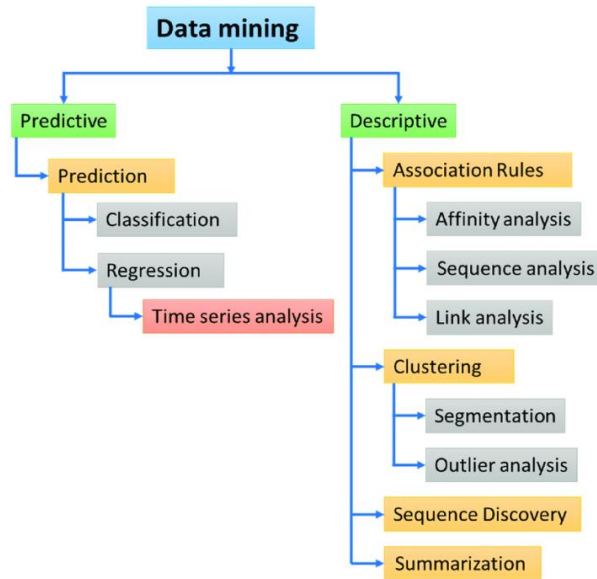 Data mining
Predictive
Prediction
Classification
Regression
Time series analysis
Descriptive
Association Rules
Affinity analysis
Sequence analysis
Link analysis
Clustering
Segmentation
Outlier analysis
Sequence Discovery
Summarization